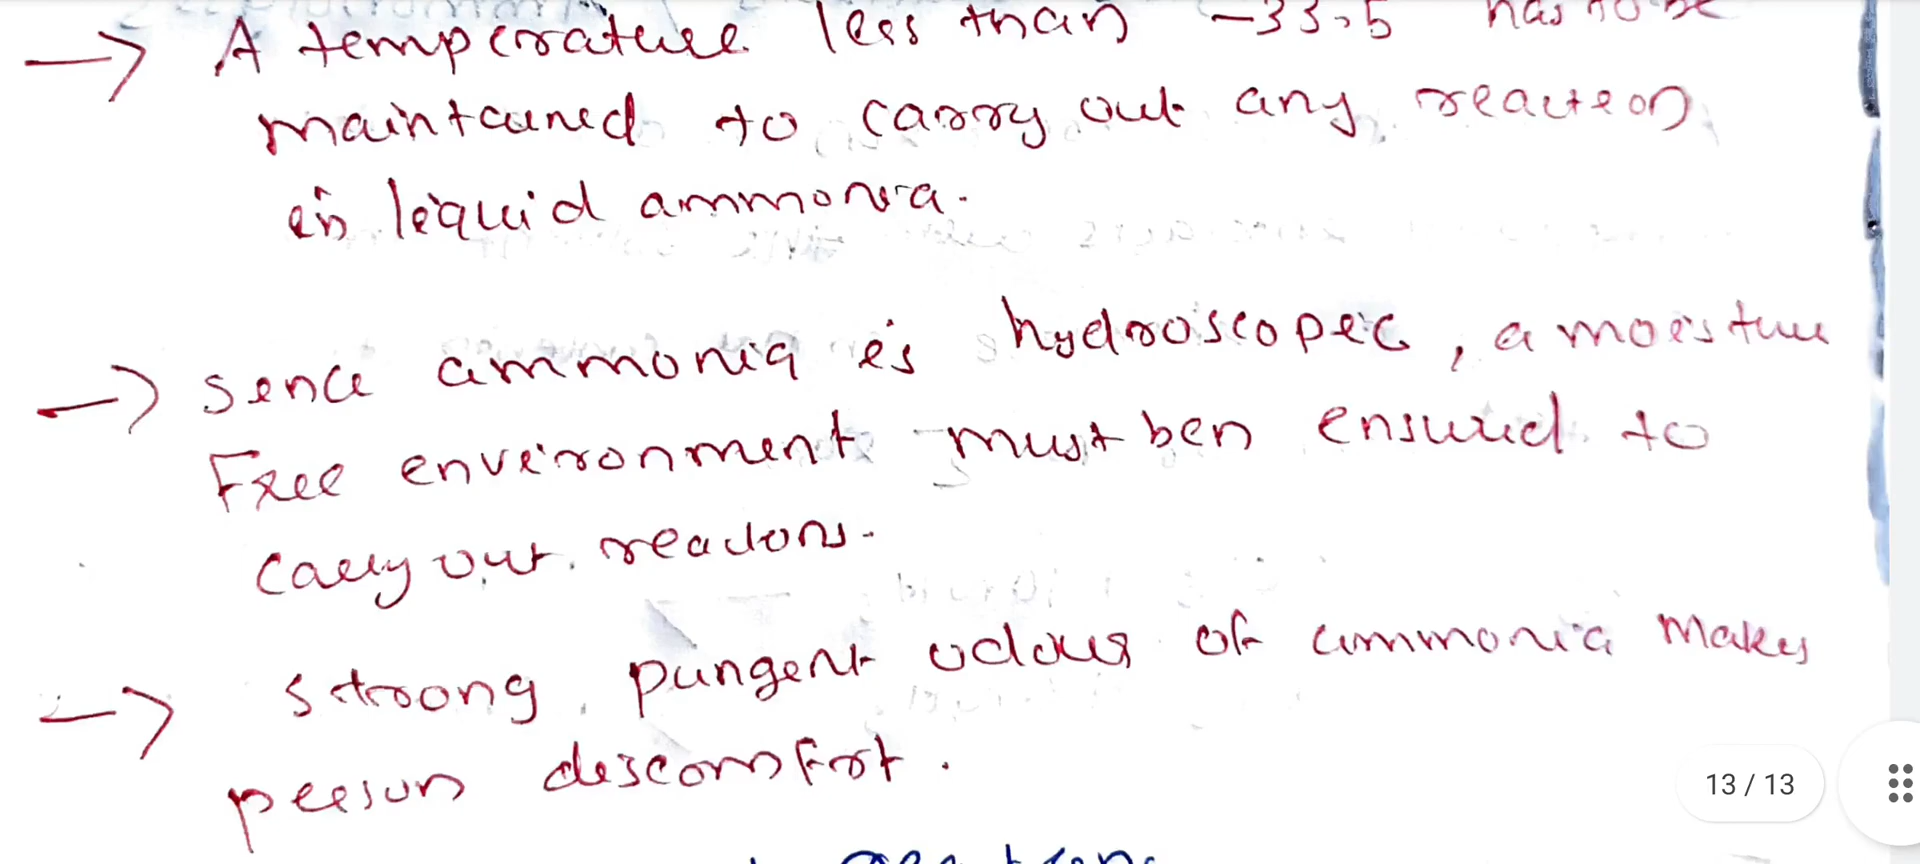 → A temperature less than -33.5 has to be
maintained to carry out any reaction
in liquid ammonia.
→ Sence ammonia is hydroscopic, a moisture
Free environment must ben ensured to
carry out reactons.
→ Strong pungent odour of ammonia makes
person discomfort.
13 / 13